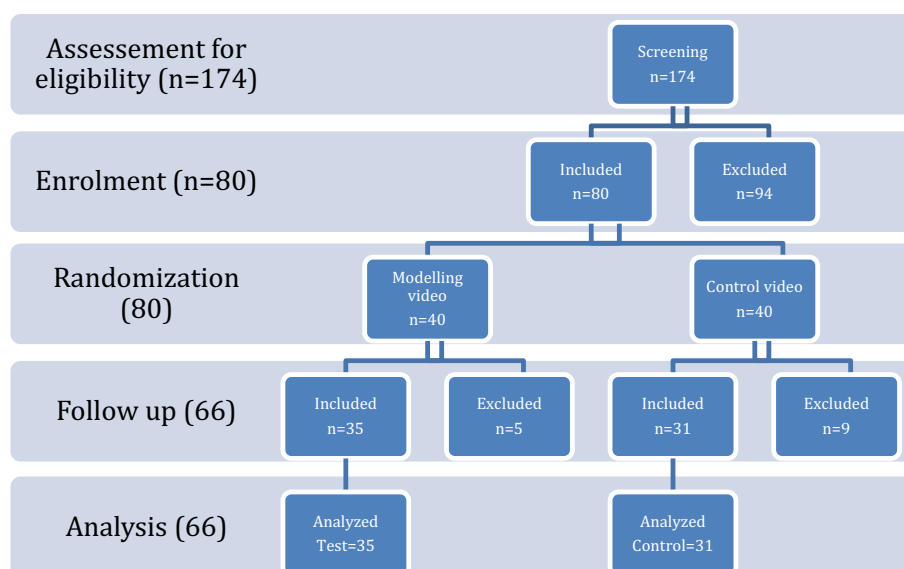 Assessement for
eligibility (n=174)
Screening
n=174
Enrolment (n=80)
Included
n=80
Excluded
n=94
Randomization
(80)
Modelling
video
n=40
Control video
n=40
Follow up (66)
Included
n=35
Excluded
n=5
Included
n=31
Excluded
n=9
Analysis (66)
Analyzed
Test=35
Analyzed
Control=31